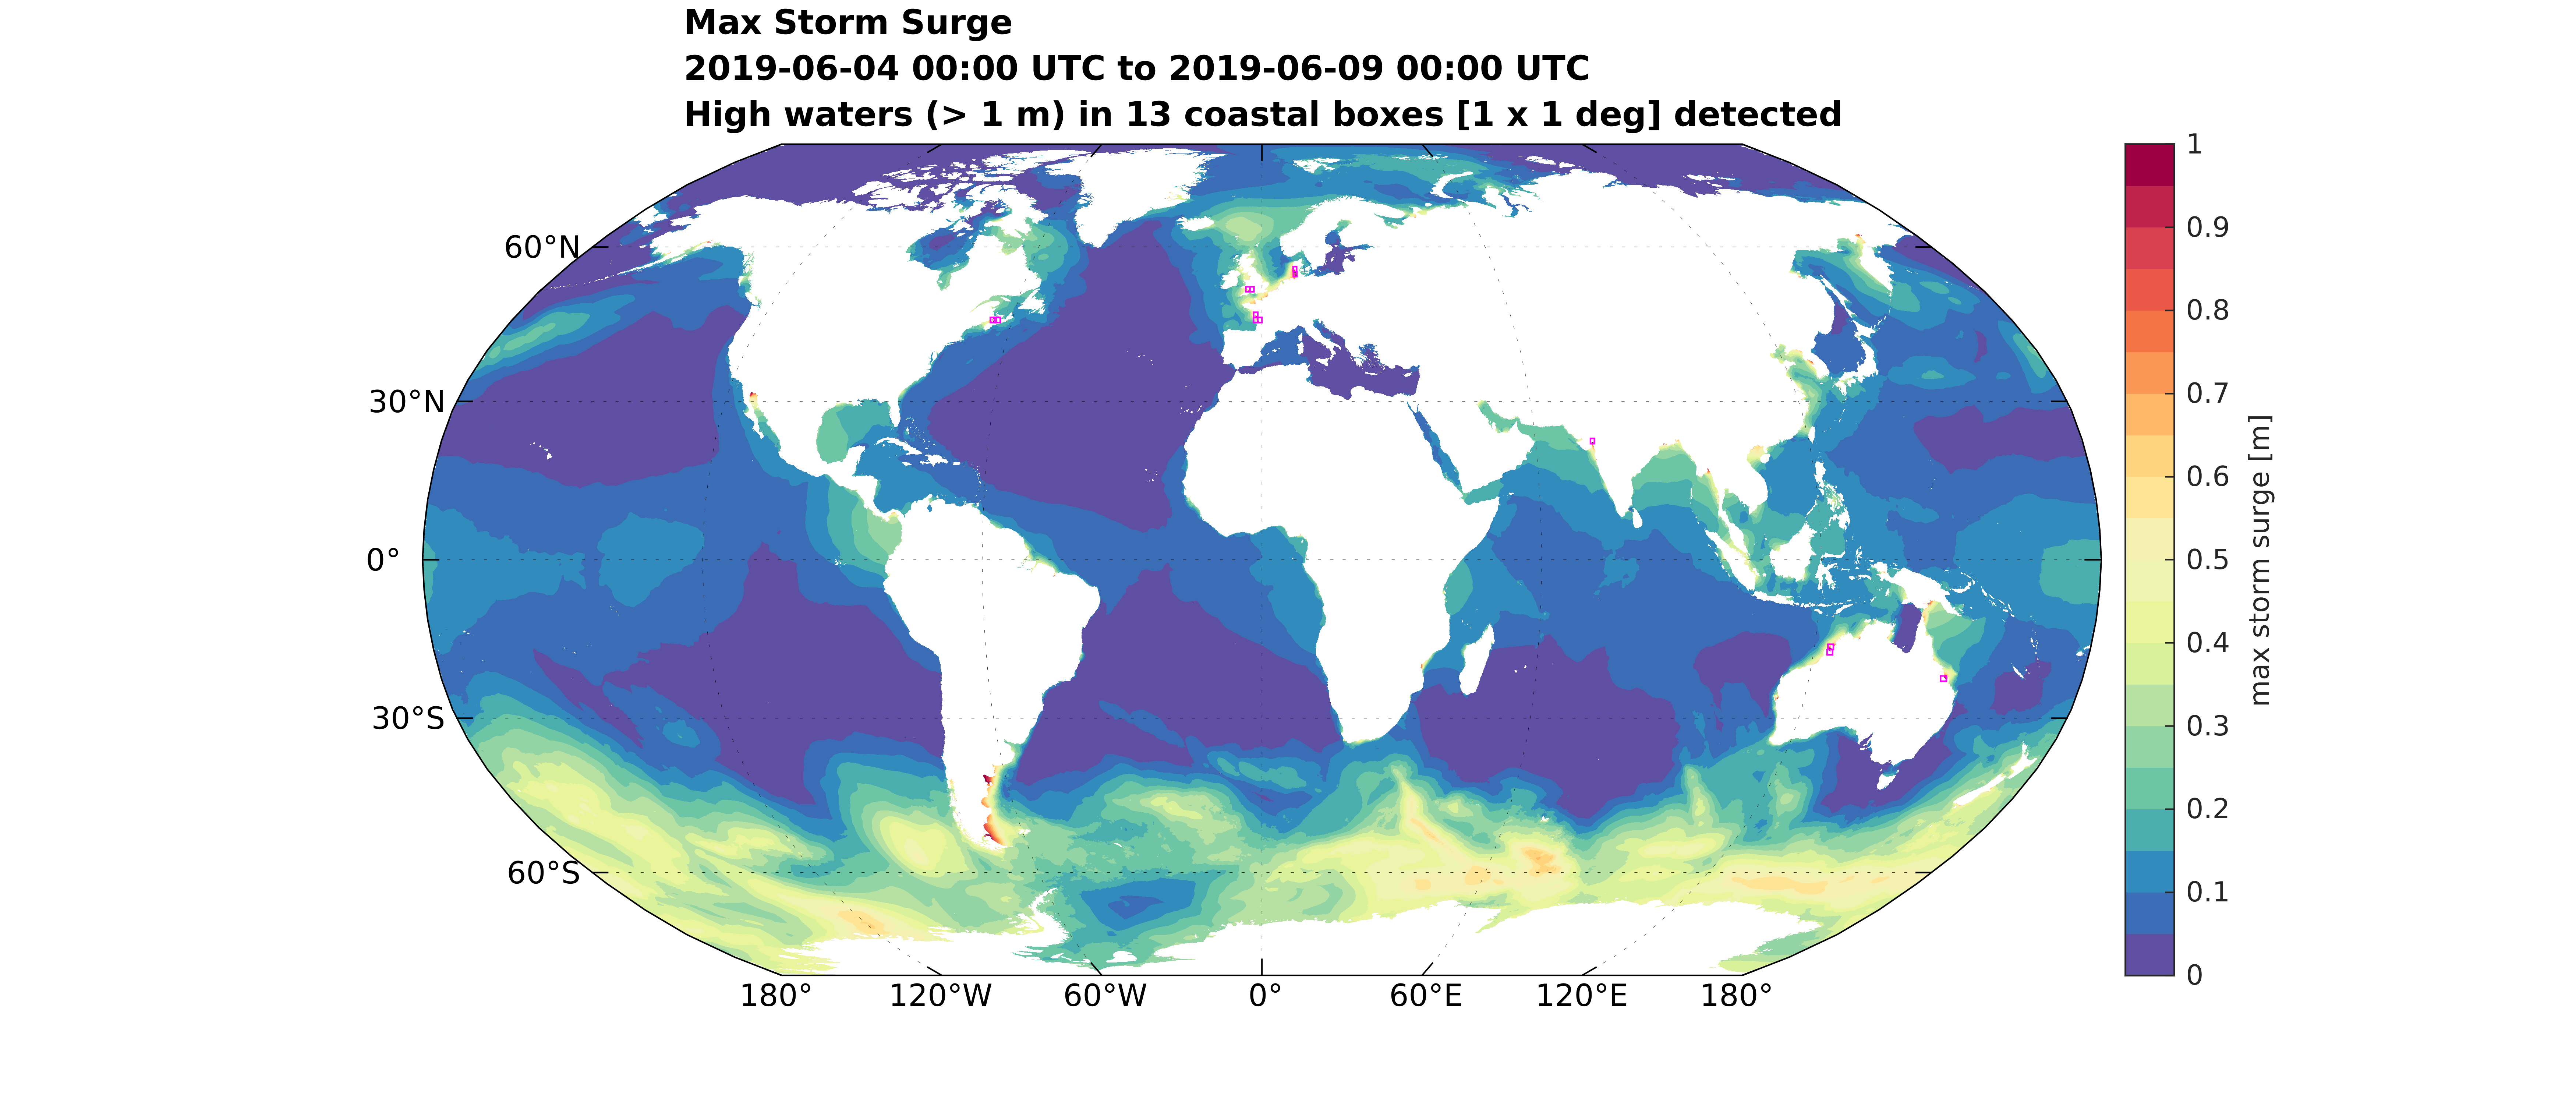 Max Storm Surge
2019-06-04 00:00 UTC to 2019-06-09 00:00 UTC
High waters (> 1 m) in 13 coastal boxes [1 x 1 deg] detected
60°N
30°N
0°
30°S
60°S
180°
120°W
60°W
0°
60°E
120°E
180°
1
0.9
0.8
0.7
0.6
0.5
0.4
0.3
0.2
0.1
0
max storm surge [m]